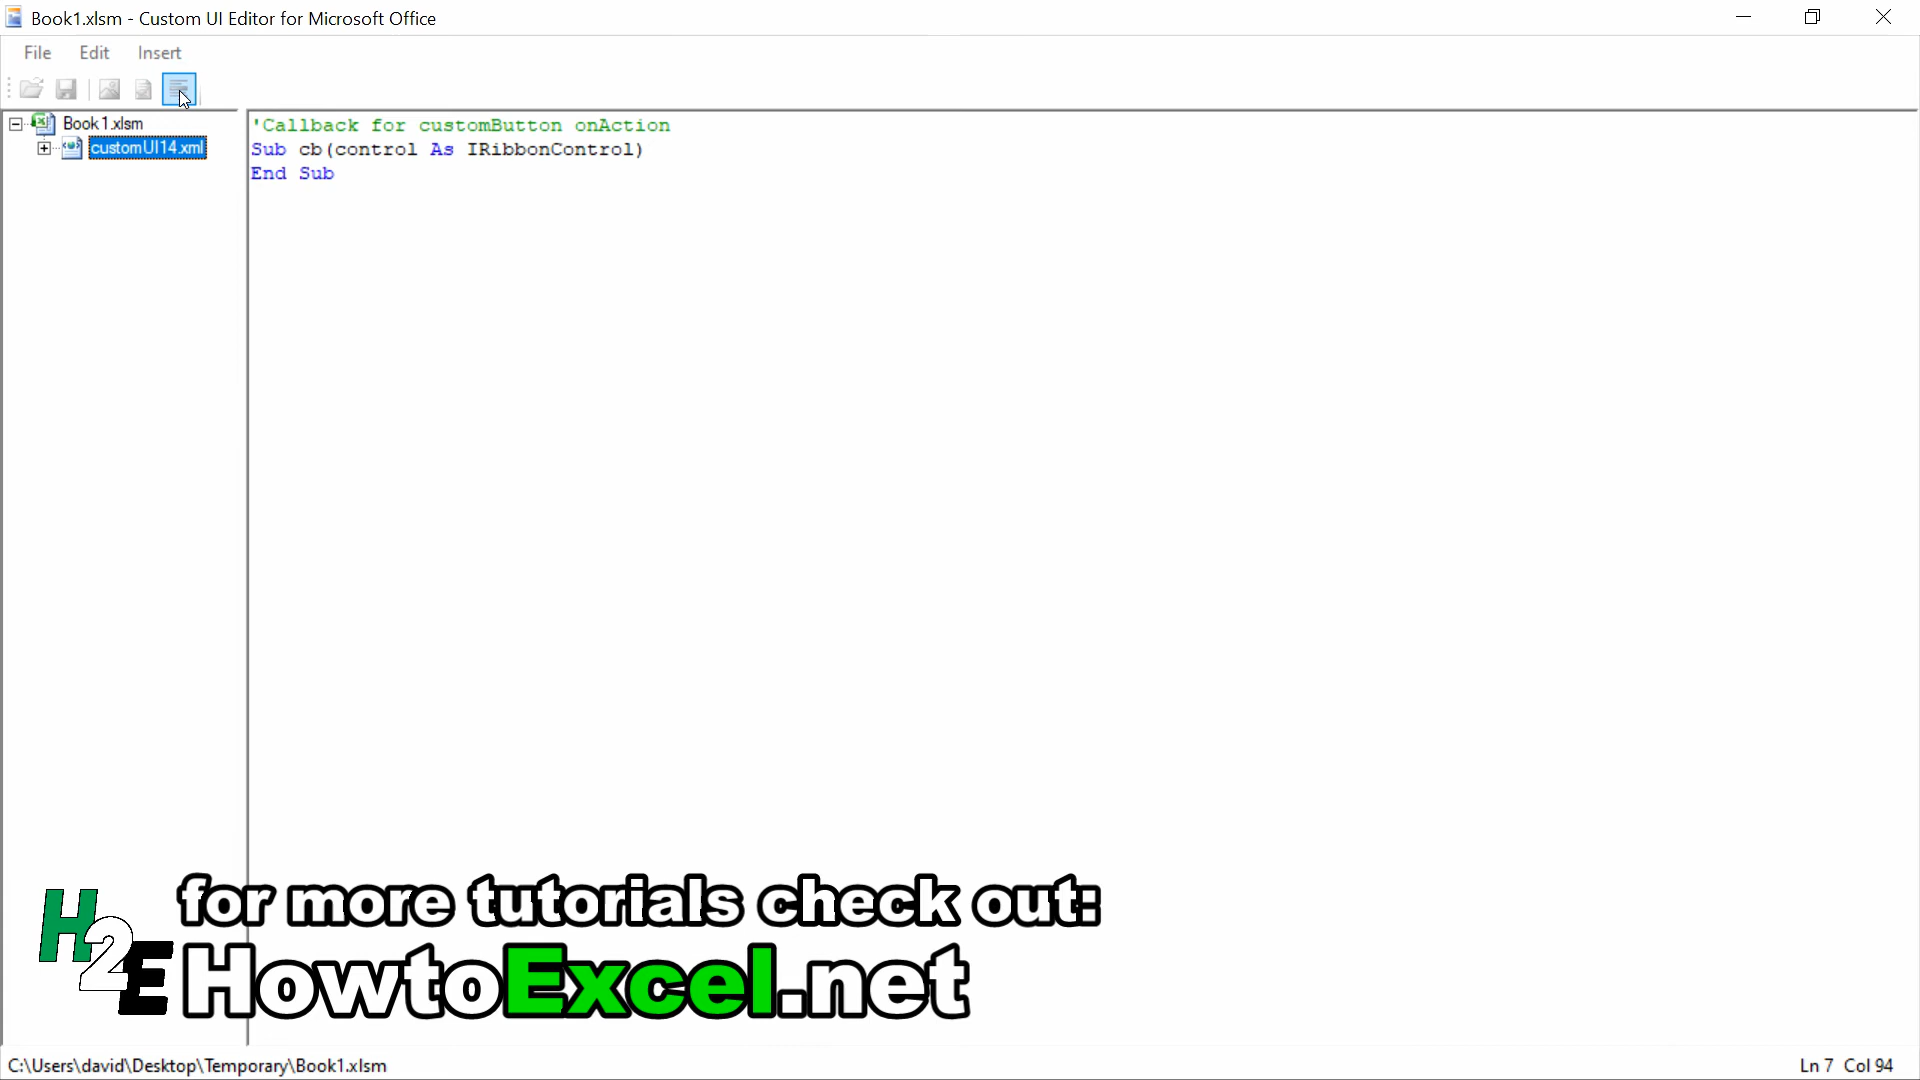 Book1.xlsm - Custom UI Editor for Microsoft Office
File Edit Insert
Book1.xlsm
customUI14.xml
'Callback for customButton onAction
Sub cb(control As IRibbonControl)
End Sub
for more tutorials check out:
H2E
HowtoExcel.net
C:\Users\david\Desktop\Temporary\Book1.xlsm
Ln 7 Col 94